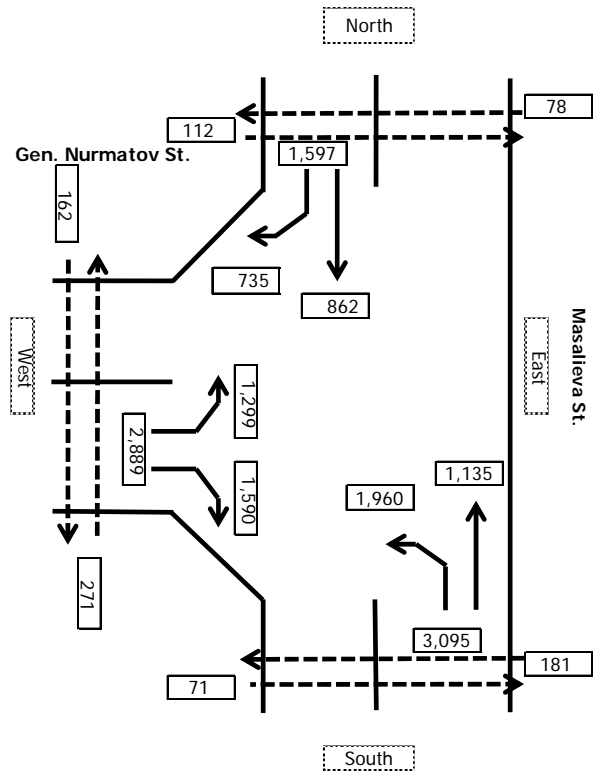 North
78
112
Gen. Nurmatov St.
1,597
162
735
862
West
East
Masalieva St.
1,299
2,889
1,590
1,960
1,135
271
3,095
181
71
South